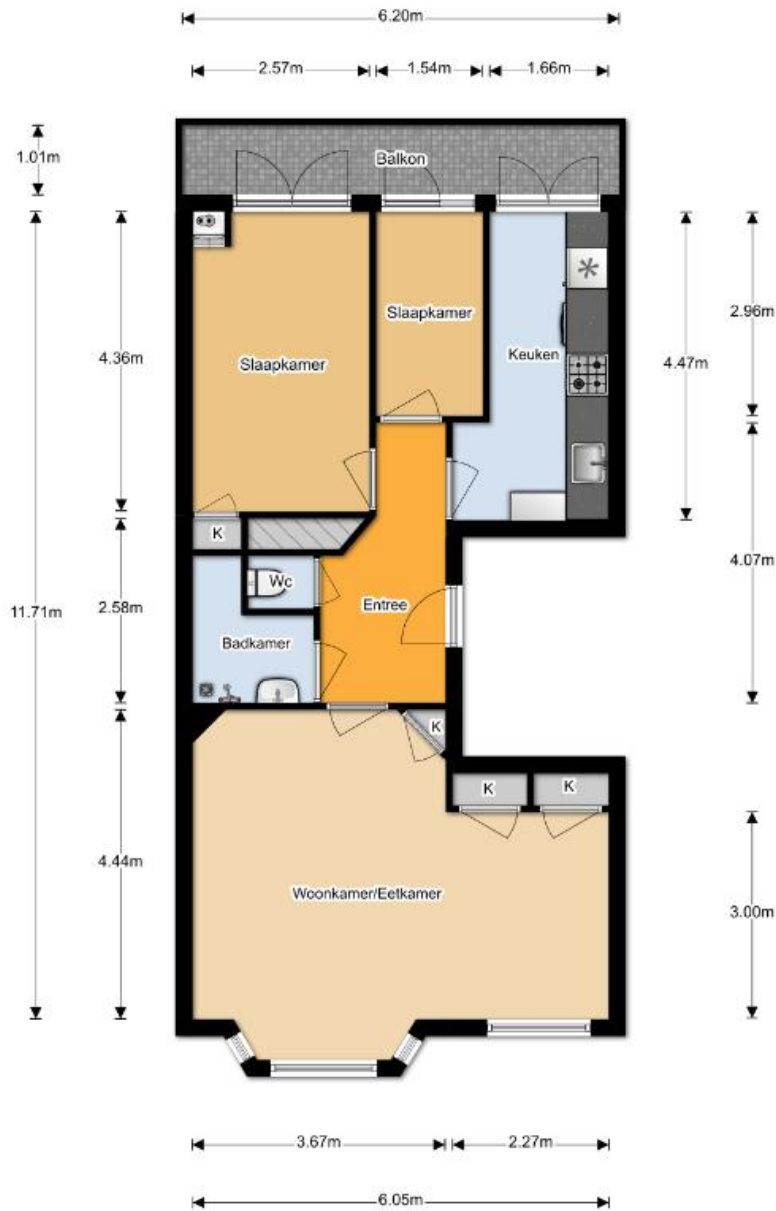 6.20m
2.57m
1.54m
1.66m
1.01m
Balkon
2.96m
Slaapkamer
Keuken
4.36m
Slaapkamer
4.47m
K
Wc
4.07m
11.71m
2.58m
Entree
Badkamer
K
K
K
4.44m
Woonkamer/Eetkamer
3.00m
3.67m
2.27m
6.05m